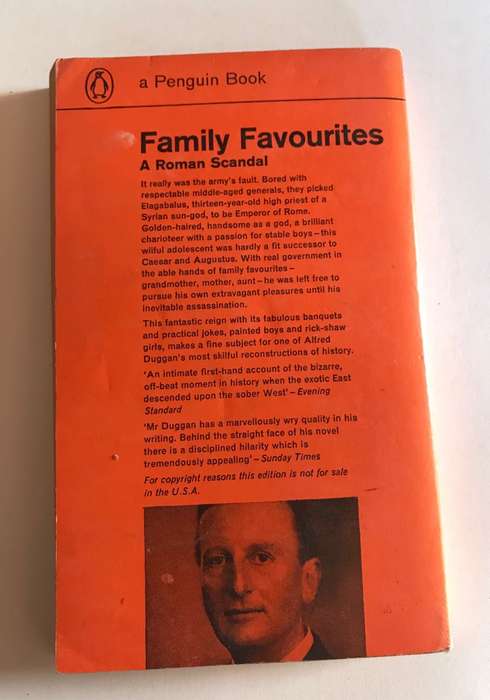 a Penguin Book
Family Favourites
A Roman Scandal
It really was the army's fault. Bored with
respectable middle-aged generals, they picked
Elagabalus, thirteen-year-old high priest of a
Syrian sun-god, to be Emperor of Rome.
Golden-haired, handsome as a god, a brilliant
charioteer with a passion for stable boys – this
wilful adolescent was hardly a fit successor to
Caesar and Augustus. With real government in
the able hands of family favourites –
grandmother, mother, aunt – he was left free to
pursue his own extravagant pleasures until his
inevitable assassination.
This fantastic reign with its fabulous banquets
and practical jokes, painted boys and rick-shaw
girls, makes a fine subject for one of Alfred
Duggan's most skilful reconstructions of history.
'An intimate first-hand account of the bizarre,
off-beat moment in history when the exotic East
descended upon the sober West' – Evening
Standard
'Mr Duggan has a marvellously wry quality in his
writing. Behind the straight face of his novel
there is a disciplined hilarity which is
tremendously appealing' – Sunday Times
For copyright reasons this edition is not for sale
in the U.S.A.